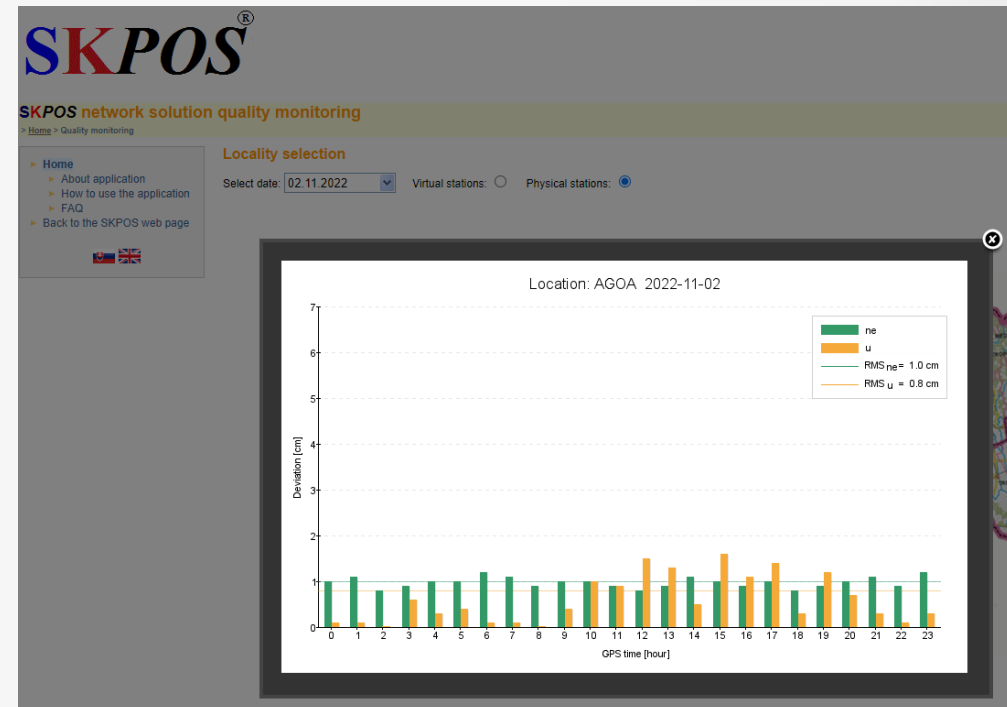 SKPOS®
SKPOS network solution quality monitoring
> Home > Quality monitoring
Home
About application
How to use the application
FAQ
Back to the SKPOS web page
Locality selection
Select date: 02.11.2022 Virtual stations: Physical stations:
Location: AGOA 2022-11-02
ne
u
RMS ne = 1.0 cm
RMS u = 0.8 cm
Deviation [cm]
7
6
5
4
3
2
1
0
0 1 2 3 4 5 6 7 8 9 10 11 12 13 14 15 16 17 18 19 20 21 22 23
GPS time [hour]